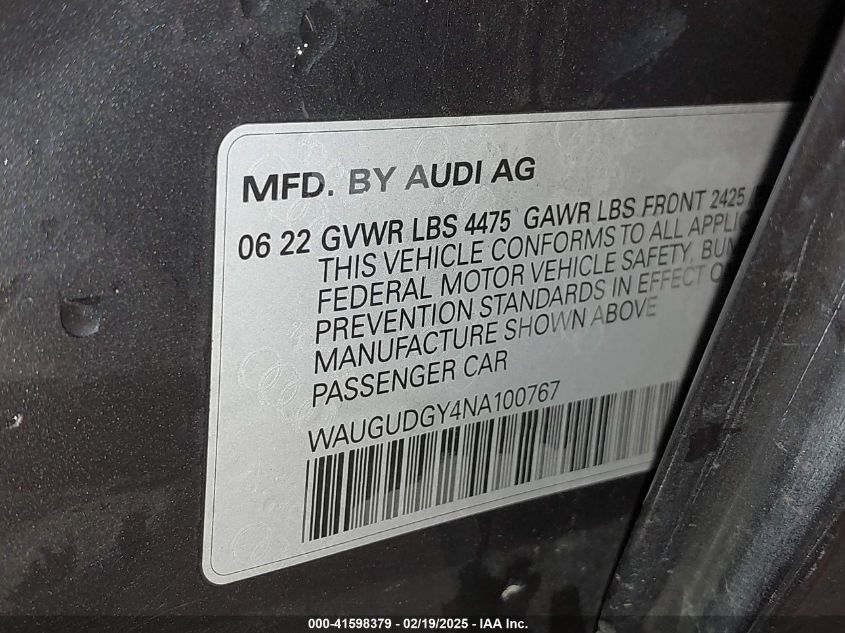 MFD. BY AUDI AG
06 22 GVWR LBS 4475 GAWR LBS FRONT 2425
THIS VEHICLE CONFORMS TO ALL APPLIC
FEDERAL MOTOR VEHICLE SAFETY, BUM
PREVENTION STANDARDS IN EFFECT O
MANUFACTURE SHOWN ABOVE
PASSENGER CAR
WAUGUDGY4NA100767
000-41598379 - 02/19/2025 - IAA Inc.